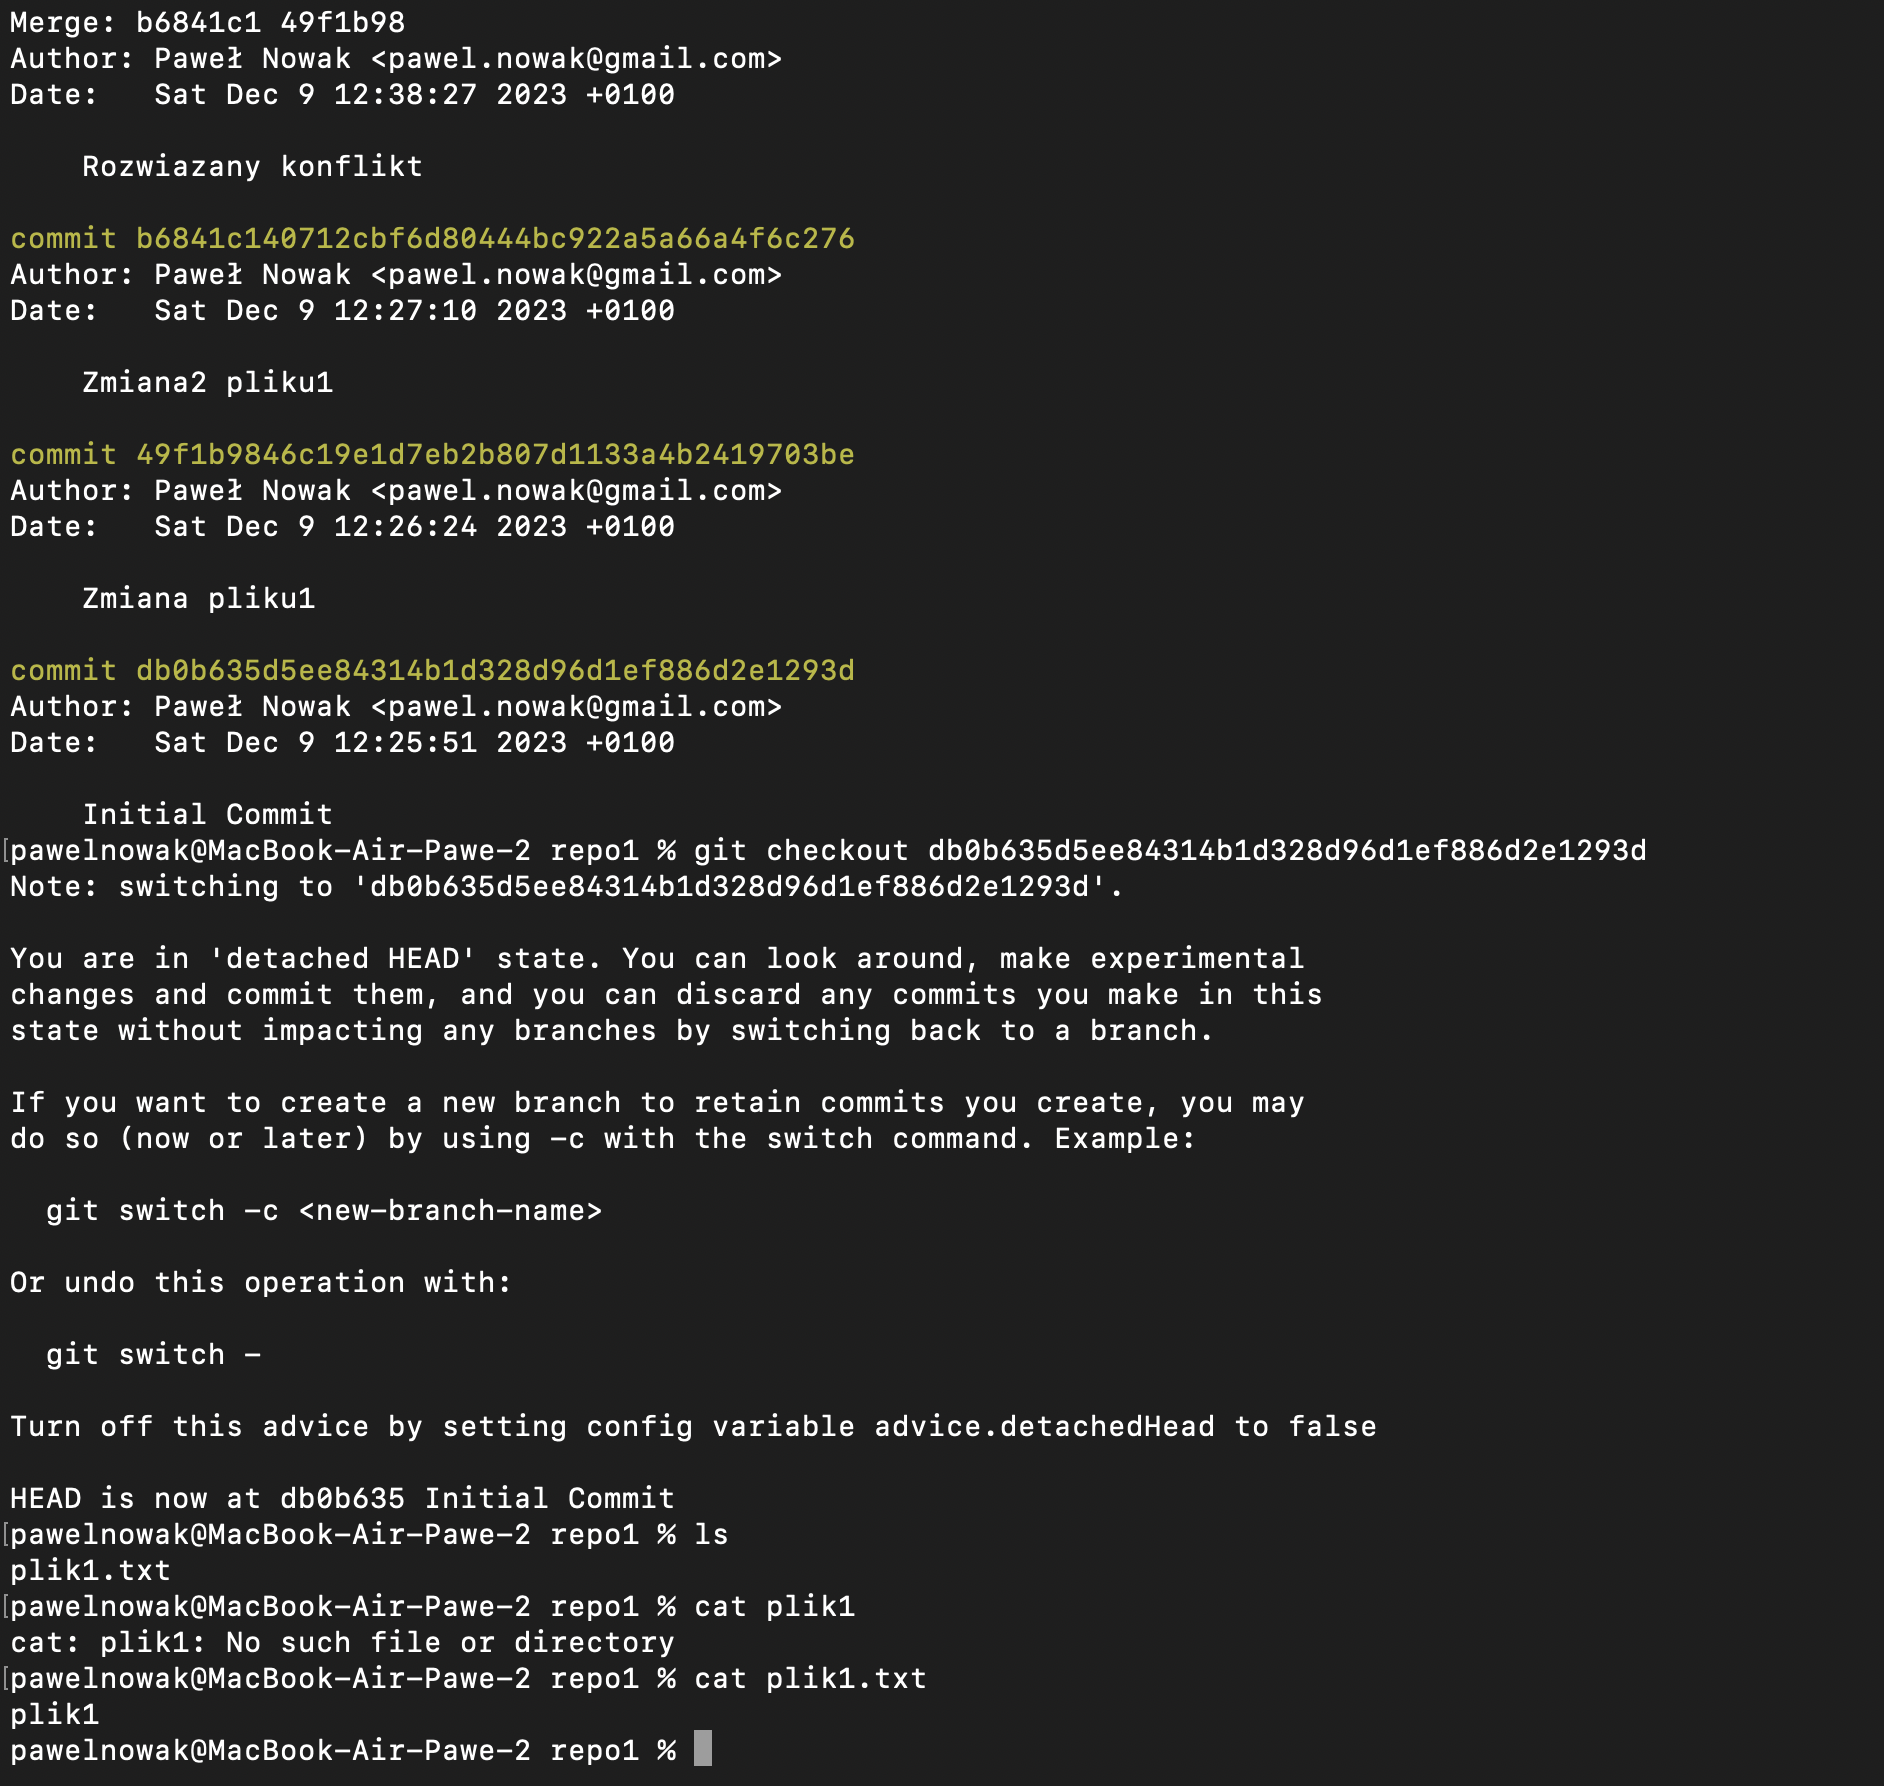 Merge: b6841c1 49f1b98
Author: Paweł Nowak <pawel.nowak@gmail.com>
Date:   Sat Dec 9 12:38:27 2023 +0100

    Rozwiazany konflikt

commit b6841c140712cbf6d80444bc922a5a66a4f6c276
Author: Paweł Nowak <pawel.nowak@gmail.com>
Date:   Sat Dec 9 12:27:10 2023 +0100

    Zmiana2 pliku1

commit 49f1b9846c19e1d7eb2b807d1133a4b2419703be
Author: Paweł Nowak <pawel.nowak@gmail.com>
Date:   Sat Dec 9 12:26:24 2023 +0100

    Zmiana pliku1

commit db0b635d5ee84314b1d328d96d1ef886d2e1293d
Author: Paweł Nowak <pawel.nowak@gmail.com>
Date:   Sat Dec 9 12:25:51 2023 +0100

    Initial Commit
[pawelnowak@MacBook-Air-Pawe-2 repo1 % git checkout db0b635d5ee84314b1d328d96d1ef886d2e1293d
Note: switching to 'db0b635d5ee84314b1d328d96d1ef886d2e1293d'.

You are in 'detached HEAD' state. You can look around, make experimental
changes and commit them, and you can discard any commits you make in this
state without impacting any branches by switching back to a branch.

If you want to create a new branch to retain commits you create, you may
do so (now or later) by using -c with the switch command. Example:

  git switch -c <new-branch-name>

Or undo this operation with:

  git switch -

Turn off this advice by setting config variable advice.detachedHead to false

HEAD is now at db0b635 Initial Commit
[pawelnowak@MacBook-Air-Pawe-2 repo1 % ls
plik1.txt
[pawelnowak@MacBook-Air-Pawe-2 repo1 % cat plik1
cat: plik1: No such file or directory
[pawelnowak@MacBook-Air-Pawe-2 repo1 % cat plik1.txt
plik1
pawelnowak@MacBook-Air-Pawe-2 repo1 %